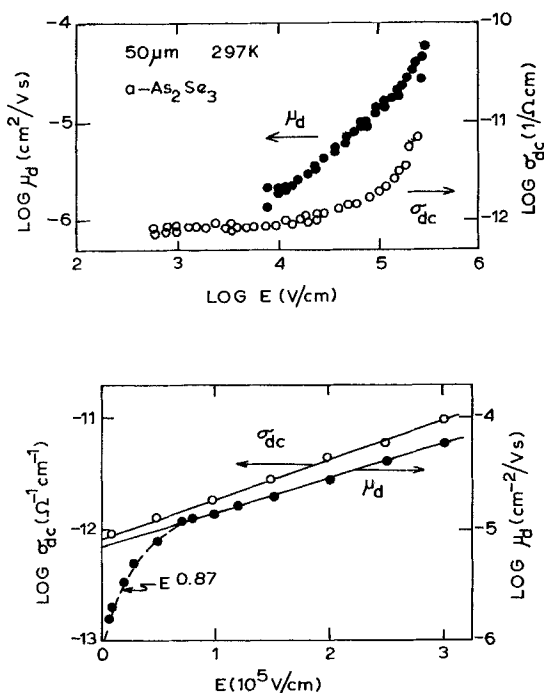 50μm 297K
a-As₂Se₃
LOG μd (cm²/Vs)
-4
-5
-6
μd
σdc
-10
-11
-12
LOG σdc (1/Ωcm)
2 3 4 5 6
LOG E (V/cm)
LOG σdc (Ω⁻¹cm⁻¹)
-11
-12
-13
σdc
μd
E^0.87
-4
-5
-6
LOG μd (cm⁻²/Vs)
0 1 2 3
E(10⁵V/cm)